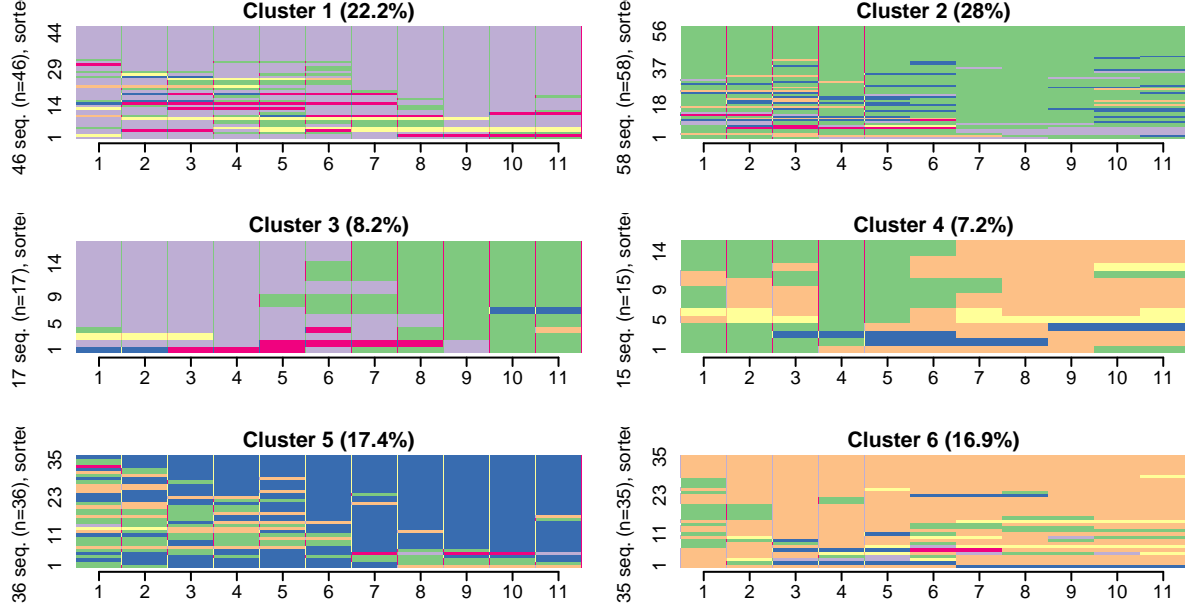 Cluster 1 (22.2%)
46 seq. (n=46), sorted
1 14 29 44
1 2 3 4 5 6 7 8 9 10 11
Cluster 2 (28%)
58 seq. (n=58), sorted
1 18 37 56
1 2 3 4 5 6 7 8 9 10 11
Cluster 3 (8.2%)
17 seq. (n=17), sorted
1 5 9 14
1 2 3 4 5 6 7 8 9 10 11
Cluster 4 (7.2%)
15 seq. (n=15), sorted
1 5 9 14
1 2 3 4 5 6 7 8 9 10 11
Cluster 5 (17.4%)
36 seq. (n=36), sorted
1 11 23 35
1 2 3 4 5 6 7 8 9 10 11
Cluster 6 (16.9%)
35 seq. (n=35), sorted
1 11 23 35
1 2 3 4 5 6 7 8 9 10 11